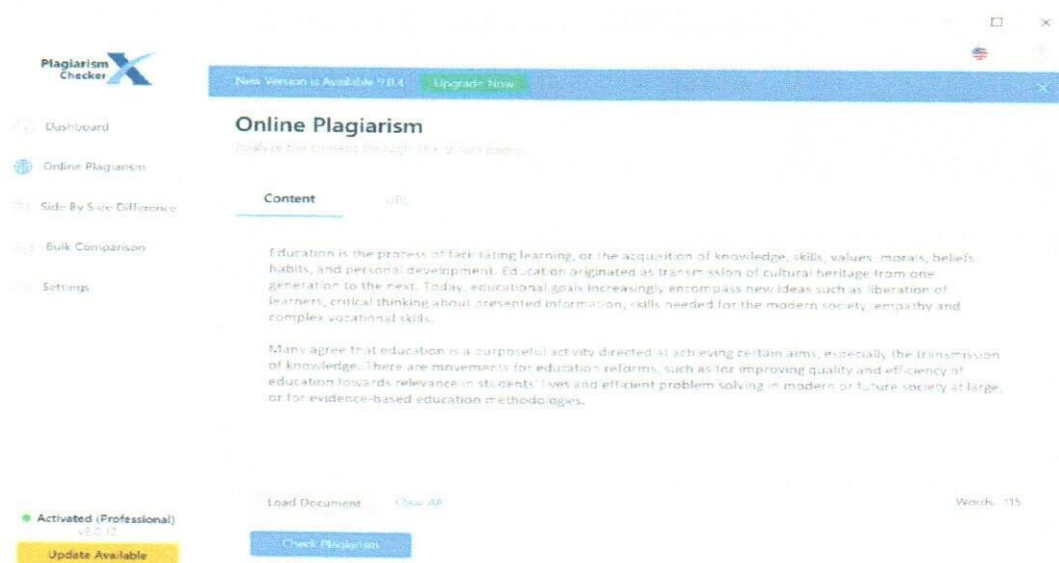 Plagiarism
Checker
New Version is Available 9.0.4
Upgrade Now
Dashboard
Online Plagiarism
Side By Side Difference
Bulk Comparison
Settings
Online Plagiarism
Content
URL
Education is the process of facilitating learning, or the acquisition of knowledge, skills, values, morals, beliefs,
habits, and personal development. Education originated as transmission of cultural heritage from one
generation to the next. Today, educational goals increasingly encompass new ideas such as liberation of
learners, critical thinking about presented information, skills needed for the modern society, empathy and
complex vocational skills.
Many agree that education is a purposeful activity directed at achieving certain aims, especially the transmission
of knowledge. There are movements for education reforms, such as for improving quality and efficiency of
education towards relevance in students' lives and efficient problem solving in modern or future society at large,
or for evidence-based education methodologies.
Load Document
Clear All
Words 115
Activated (Professional)
Update Available
Check Plagiarism